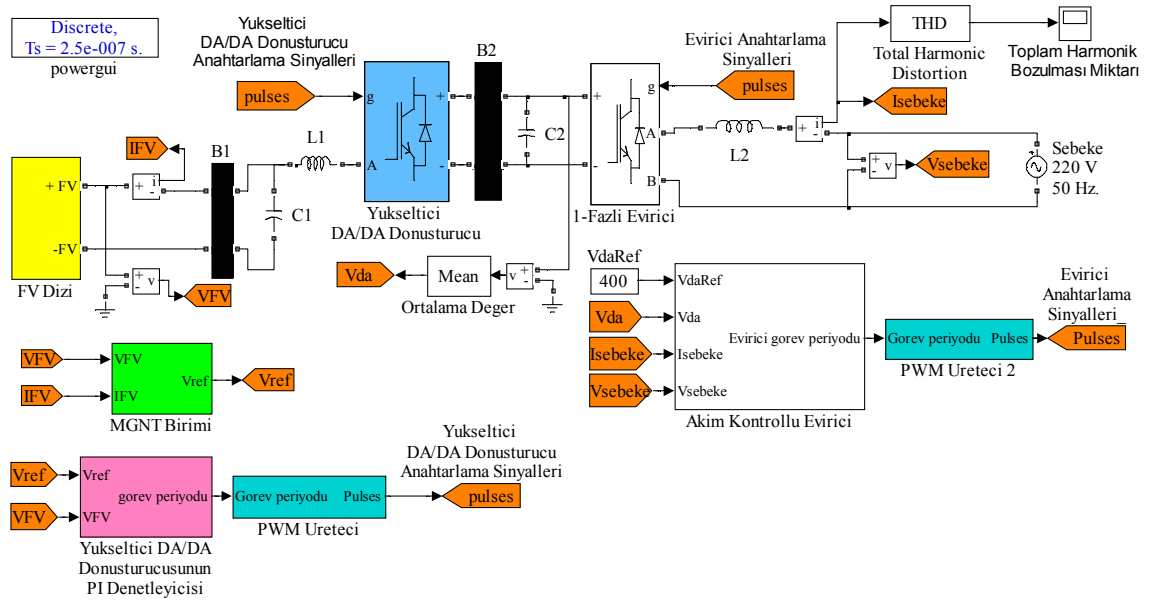 Discrete,
Ts = 2.5e-007 s.
powergui
Yukseltici
DA/DA Donusturucu
Anahtarlama Sinyalleri
pulses
g
A
+
-
Yukseltici
DA/DA Donusturucu
B2
C2
Evirici Anahtarlama
Sinyalleri
pulses
+
-
g
A
B
1-Fazli Evirici
THD
Total Harmonic
Distortion
Toplam Harmonik
Bozulması Miktarı
Isebeke
L2
+
-
i
+
-
v
Vsebeke
Sebeke
220 V
50 Hz.
IFV
+
-
i
B1
L1
C1
+ FV
-FV
FV Dizi
+
-
v
VFV
Vda
Mean
Ortalama Deger
v
+
-
VdaRef
400
Vda
Isebeke
Vsebeke
VdaRef
Vda
Isebeke
Vsebeke
Evirici gorev periyodu
Akim Kontrollu Evirici
Gorev periyodu
Pulses
PWM Ureteci 2
Evirici
Anahtarlama
Sinyalleri_
Pulses
VFV
IFV
VFV
IFV
Vref
MGNT Birimi
Vref
Vref
VFV
Vref
VFV
gorev periyodu
Yukseltici DA/DA
Donusturucusunun
PI Denetleyicisi
Gorev periyodu
Pulses
PWM Ureteci
Yukseltici
DA/DA Donusturucu
Anahtarlama Sinyalleri
pulses